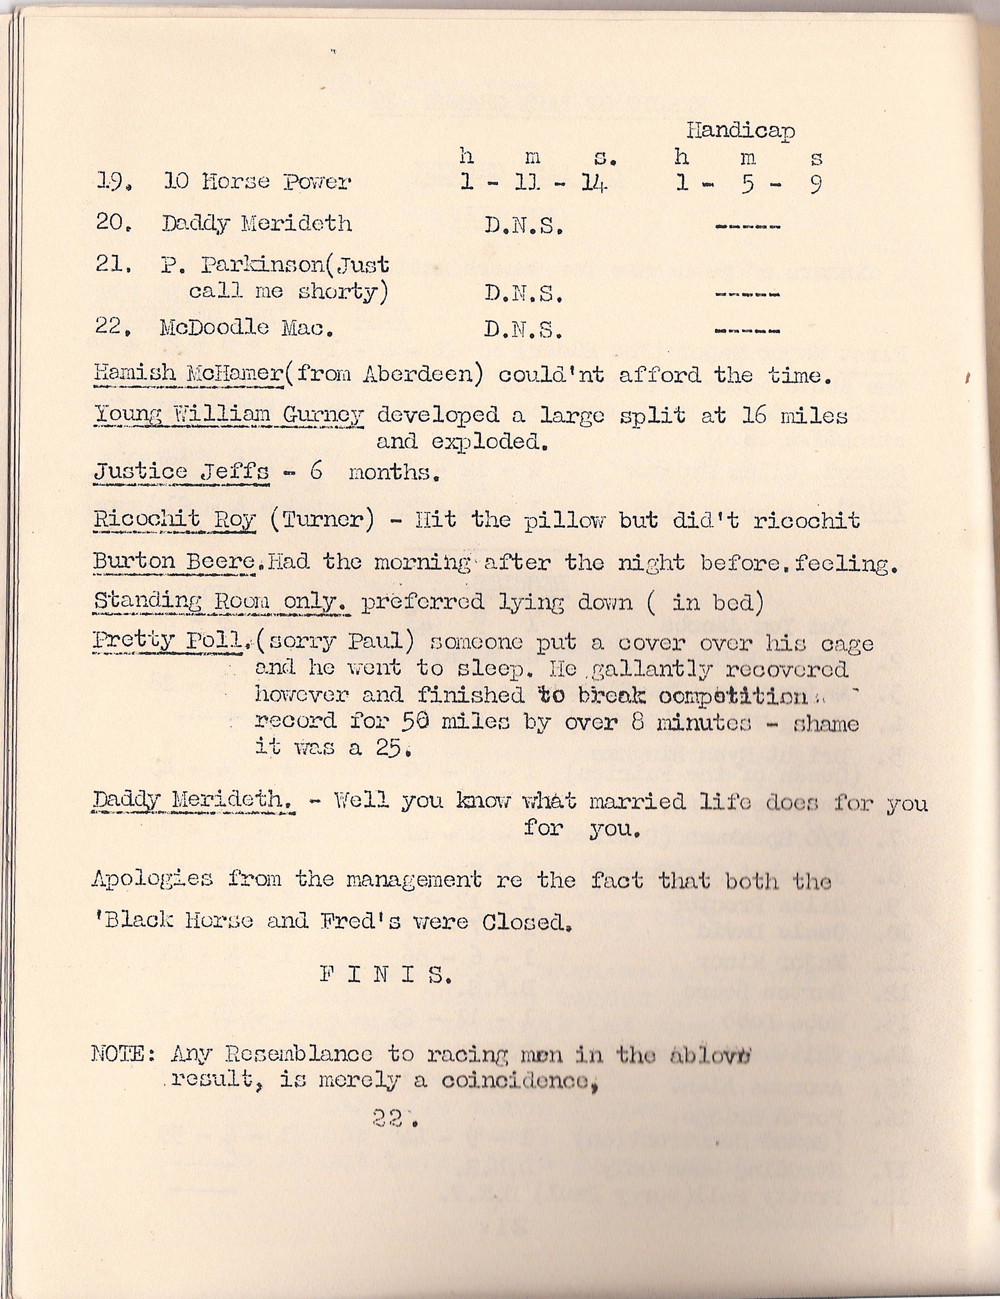 Handicap
h m s. h m s
19. 10 Horse Power 1 - 11 - 14 1 - 5 - 9
20. Daddy Merideth D.N.S. -----
21. P. Parkinson(Just
call me shorty) D.N.S. -----
22. McDoodle Mac. D.N.S. -----
Hamish McHamer(from Aberdeen) could'nt afford the time.
Young William Gurney developed a large split at 16 miles
and exploded.
Justice Jeffs - 6 months.
Ricochit Roy (Turner) - Hit the pillow but did't ricochit
Burton Beere.Had the morning after the night before.feeling.
Standing Room only. preferred lying down ( in bed)
Pretty Poll.(sorry Paul) someone put a cover over his cage
and he went to sleep. He gallantly recovered
however and finished to break competition
record for 50 miles by over 8 minutes - shame
it was a 25.
Daddy Merideth. - Well you know what married life does for you
for you.
Apologies from the management re the fact that both the
'Black Horse and Fred's were Closed.
F I N I S.
NOTE: Any Resemblance to racing men in the ablove
result, is merely a coincidence,
22.